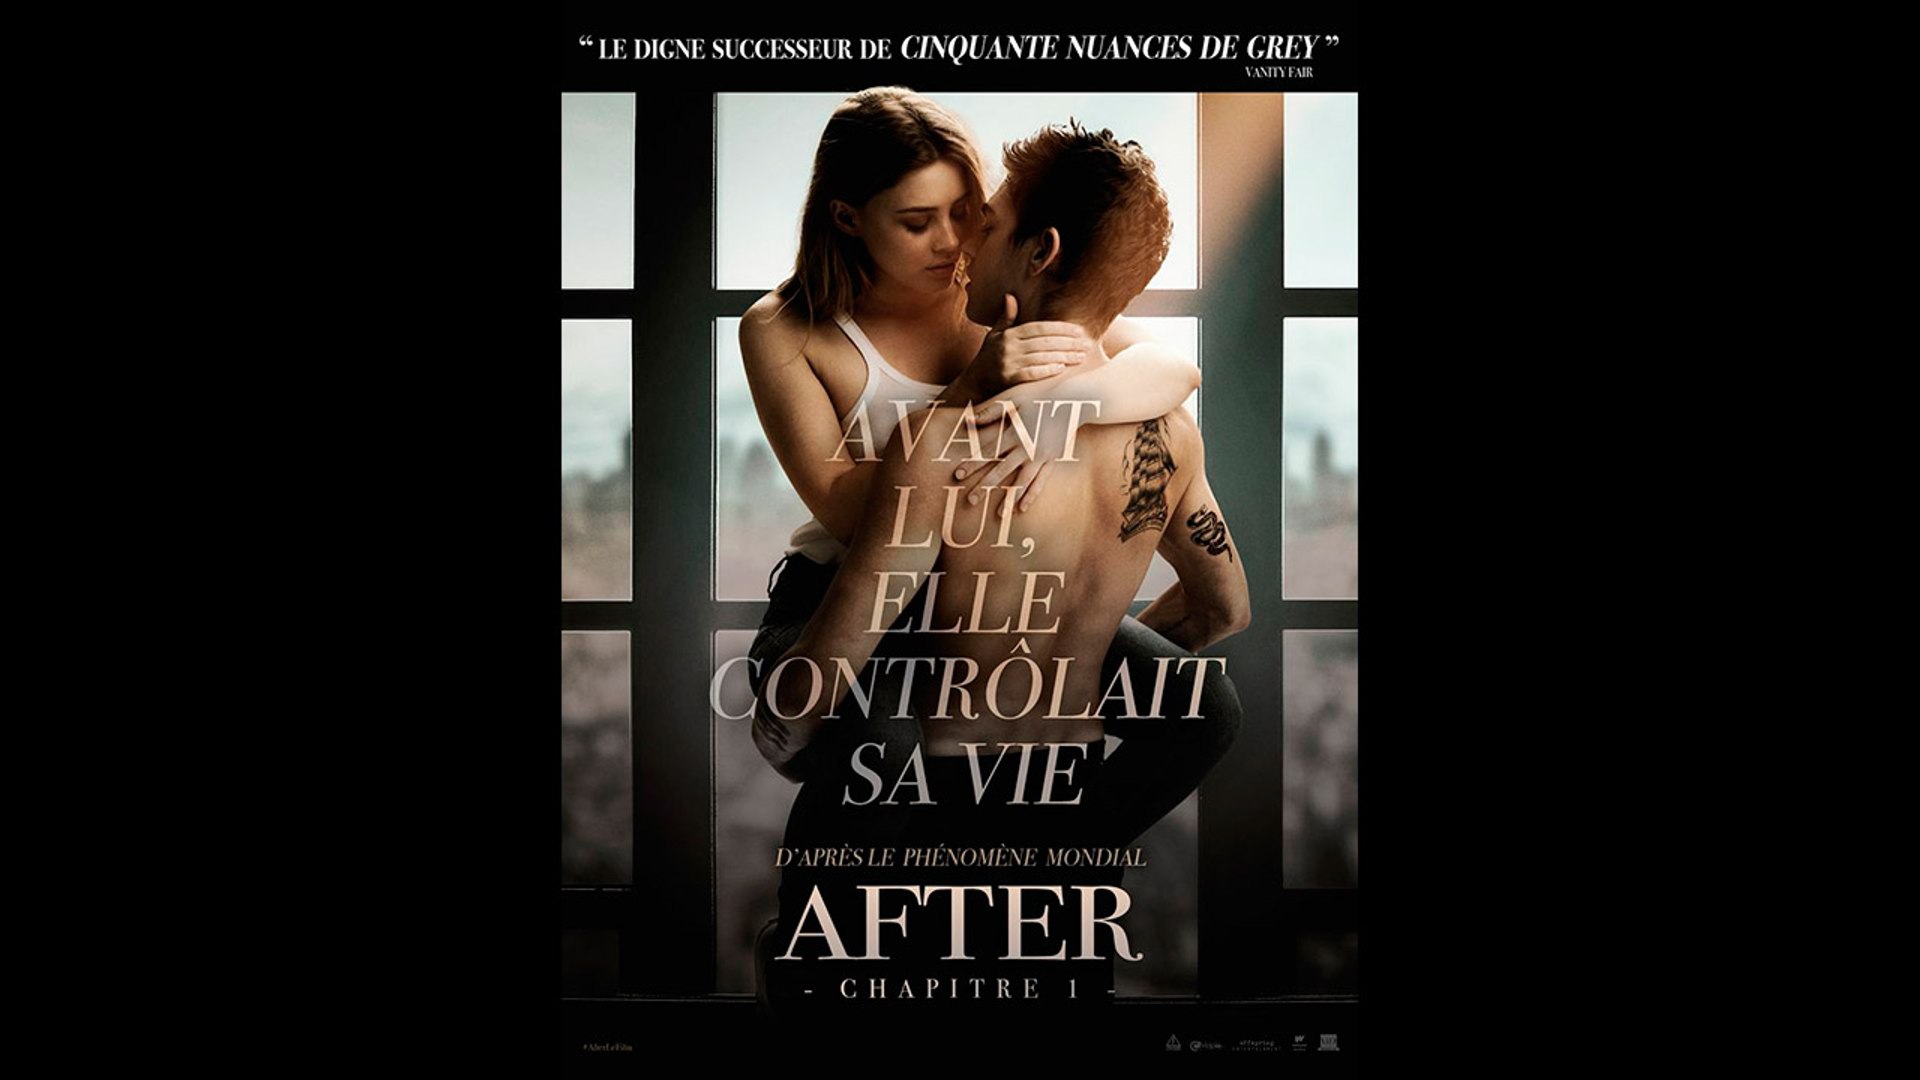 “ LE DIGNE SUCCESSEUR DE CINQUANTE NUANCES DE GREY ”
VANITY FAIR
AVANT
LUI,
ELLE
CONTRÔLAIT
SA VIE
D’APRÈS LE PHÉNOMÈNE MONDIAL
AFTER
- CHAPITRE 1 -
#AfterLeFilm